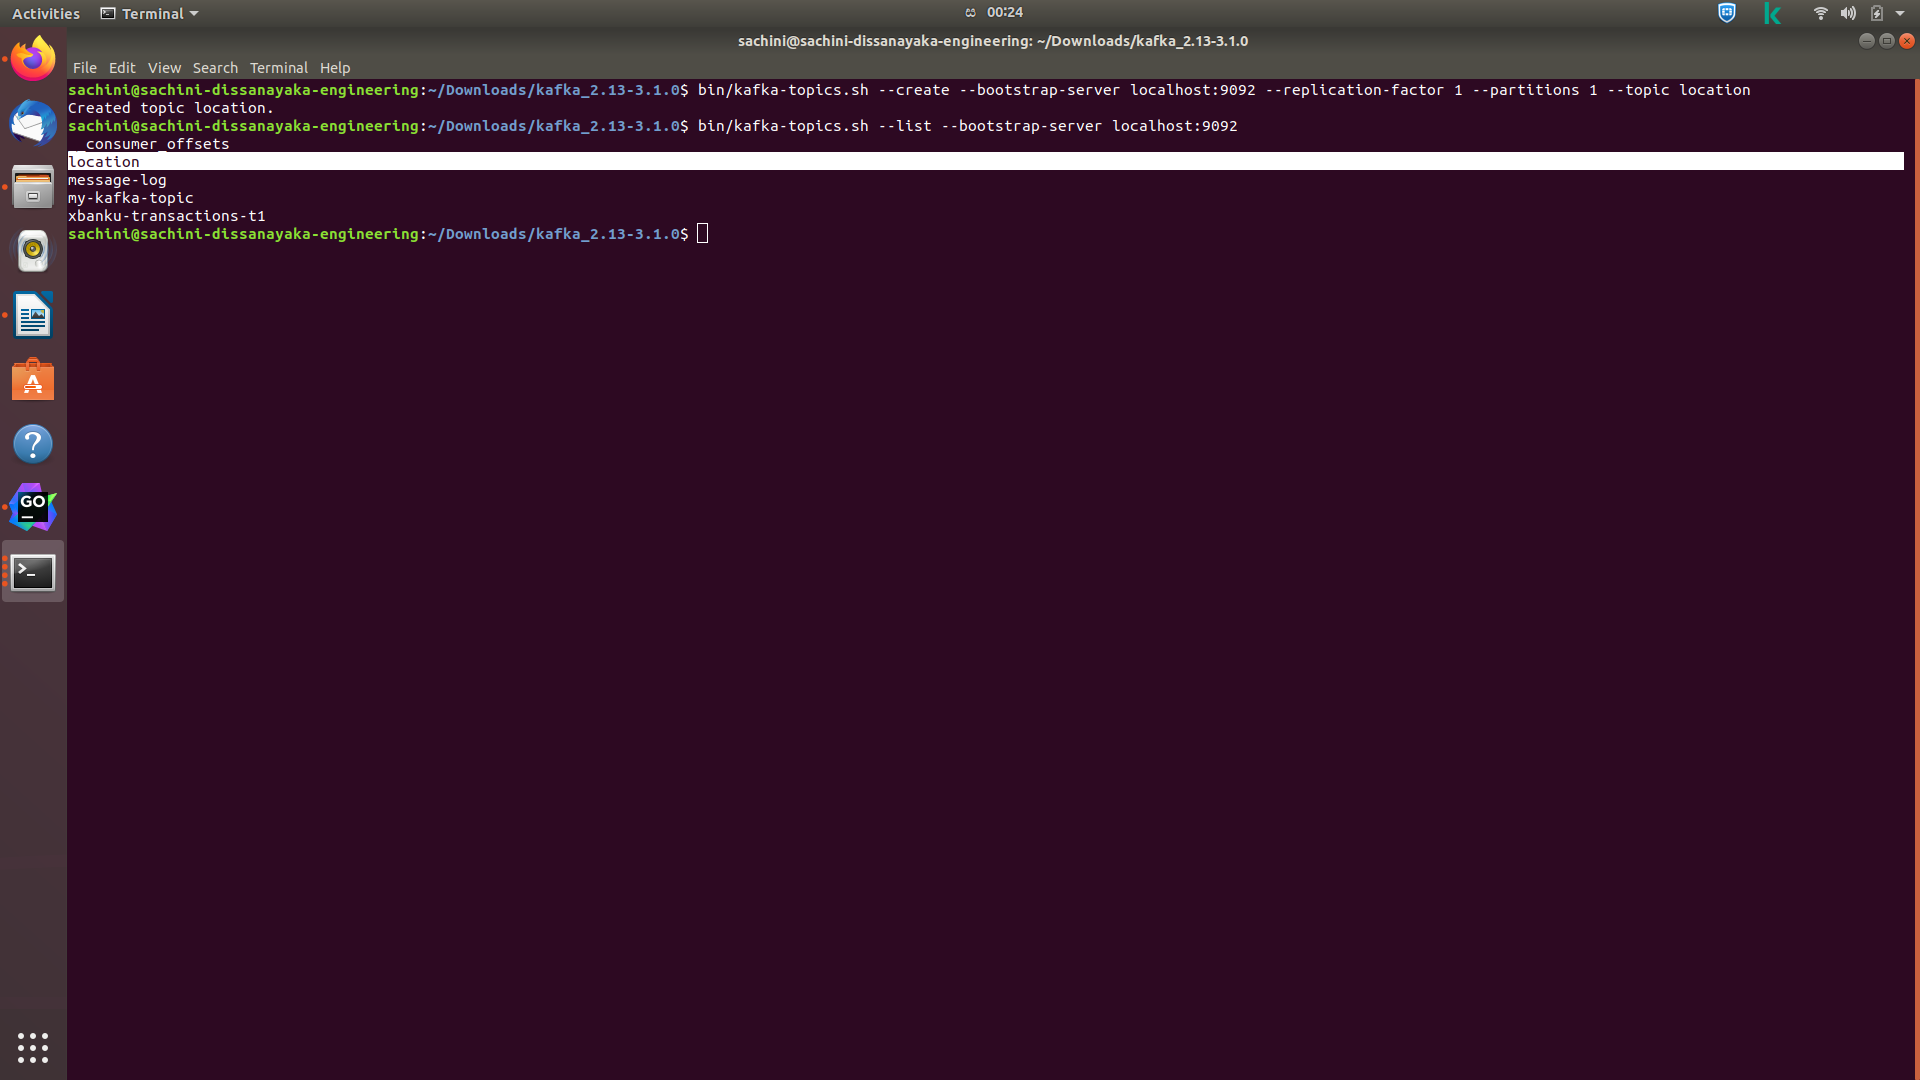 Activities Terminal ස 00:24
sachini@sachini-dissanayaka-engineering: ~/Downloads/kafka_2.13-3.1.0
File Edit View Search Terminal Help
sachini@sachini-dissanayaka-engineering:~/Downloads/kafka_2.13-3.1.0$ bin/kafka-topics.sh --create --bootstrap-server localhost:9092 --replication-factor 1 --partitions 1 --topic location
Created topic location.
sachini@sachini-dissanayaka-engineering:~/Downloads/kafka_2.13-3.1.0$ bin/kafka-topics.sh --list --bootstrap-server localhost:9092
__consumer_offsets
location
message-log
my-kafka-topic
xbanku-transactions-t1
sachini@sachini-dissanayaka-engineering:~/Downloads/kafka_2.13-3.1.0$
GO